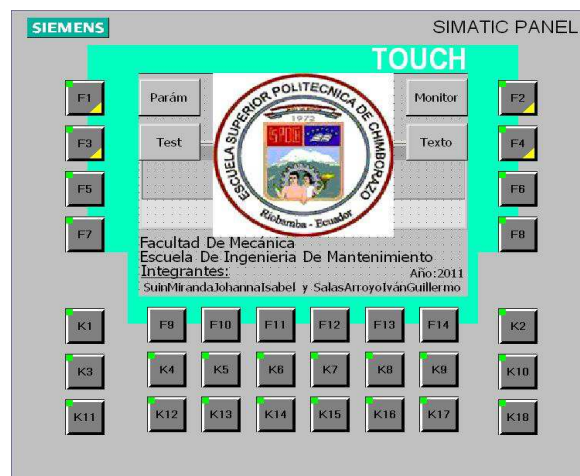 SIEMENS
SIMATIC PANEL
TOUCH
F1
Parám
Monitor
F2
F3
Test
Texto
F4
ESCUELA SUPERIOR POLITECNICA DE CHIMBORAZO
1972
ESPOCH
Riobamba - Ecuador
F5
F6
F7
F8
Facultad De Mecánica
Escuela De Ingenieria De Mantenimiento
Integrantes:
Año:2011
SuinMirandaJohannaIsabel y SalasArroyoIvánGuillermo
K1 F9 F10 F11 F12 F13 F14 K2
K3 K4 K5 K6 K7 K8 K9 K10
K11 K12 K13 K14 K15 K16 K17 K18